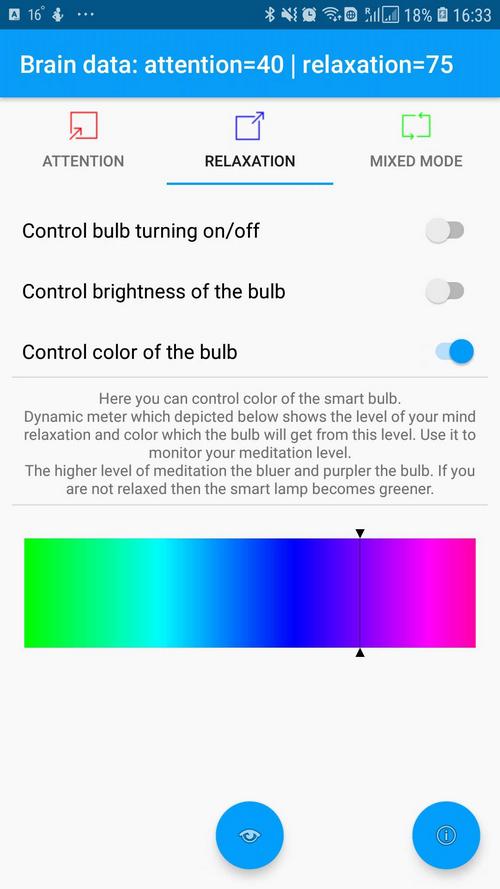 16° 18% 16:33
Brain data: attention=40 | relaxation=75
ATTENTION RELAXATION MIXED MODE
Control bulb turning on/off
Control brightness of the bulb
Control color of the bulb
Here you can control color of the smart bulb.
Dynamic meter which depicted below shows the level of your mind
relaxation and color which the bulb will get from this level. Use it to
monitor your meditation level.
The higher level of meditation the bluer and purpler the bulb. If you
are not relaxed then the smart lamp becomes greener.